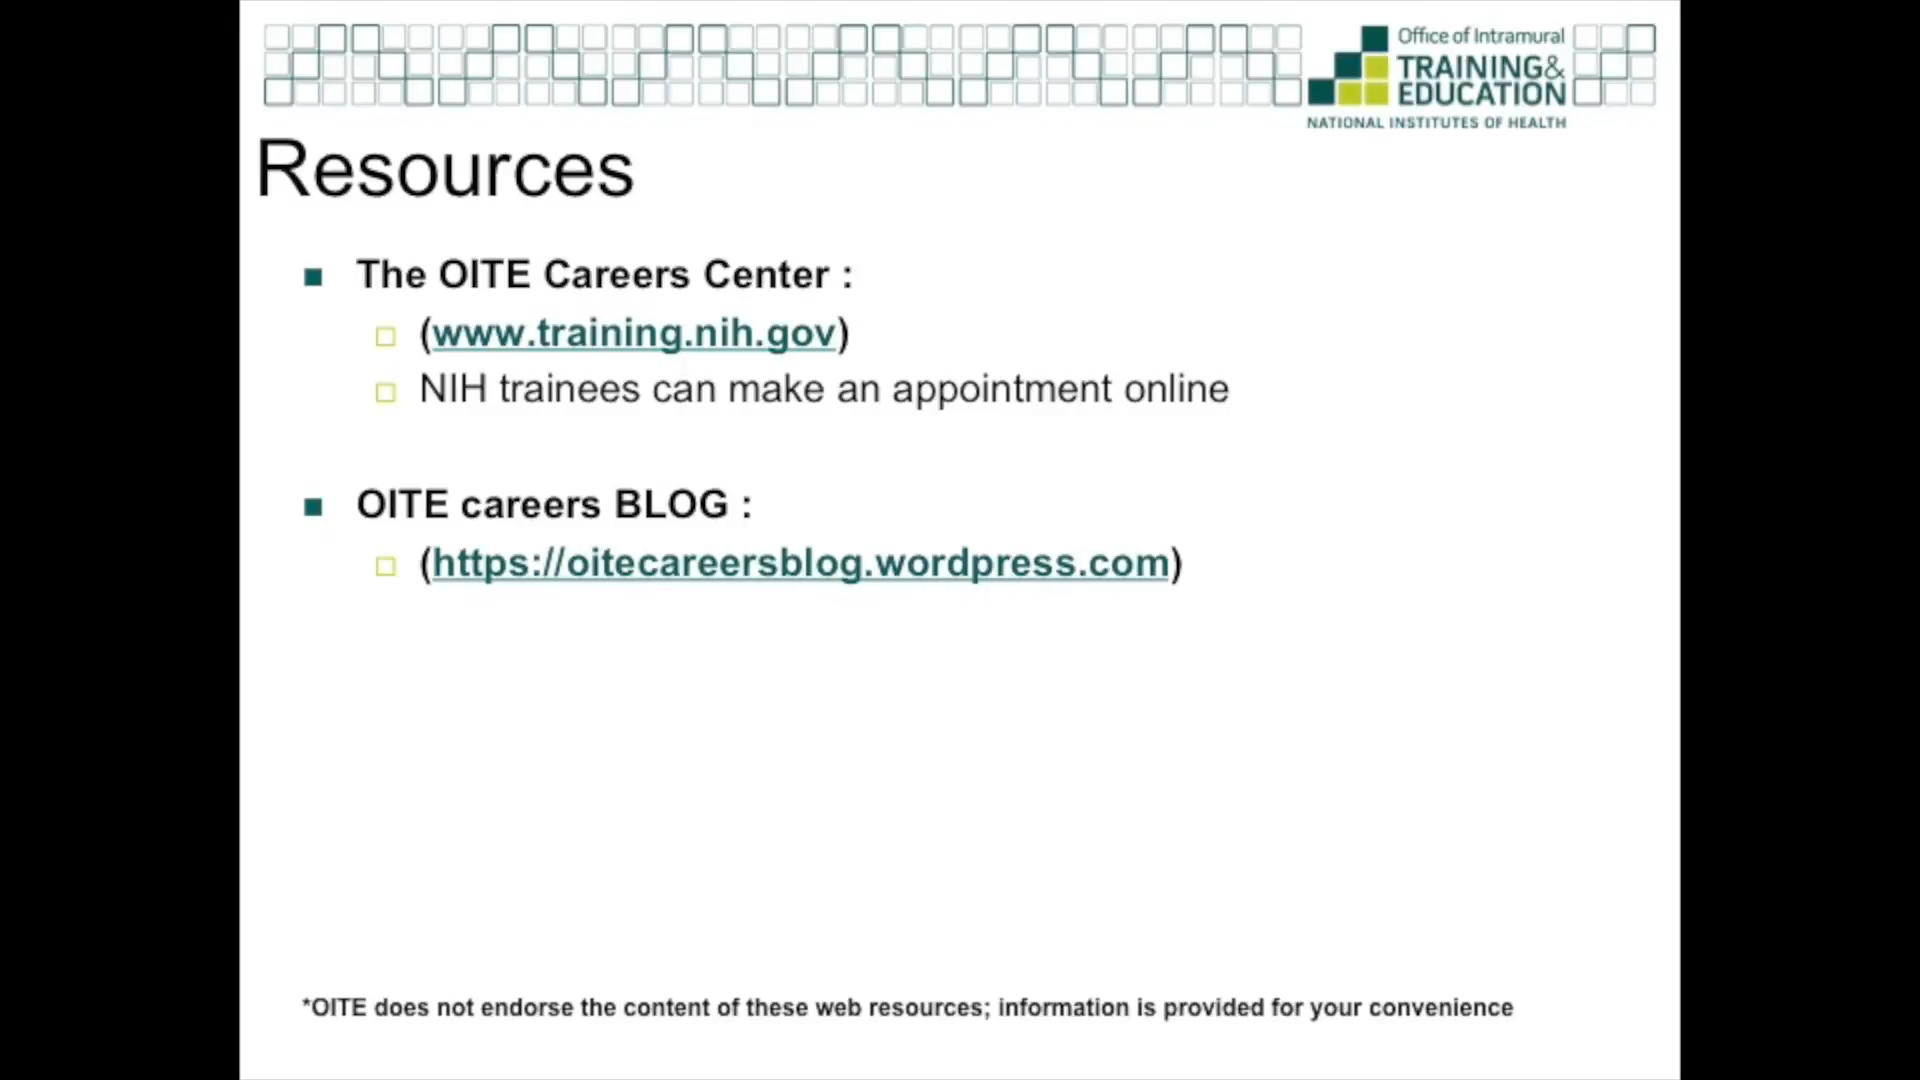 Office of Intramural
TRAINING&
EDUCATION
NATIONAL INSTITUTES OF HEALTH
Resources
The OITE Careers Center :
(www.training.nih.gov)
NIH trainees can make an appointment online
OITE careers BLOG :
(https://oitecareersblog.wordpress.com)
*OITE does not endorse the content of these web resources; information is provided for your convenience